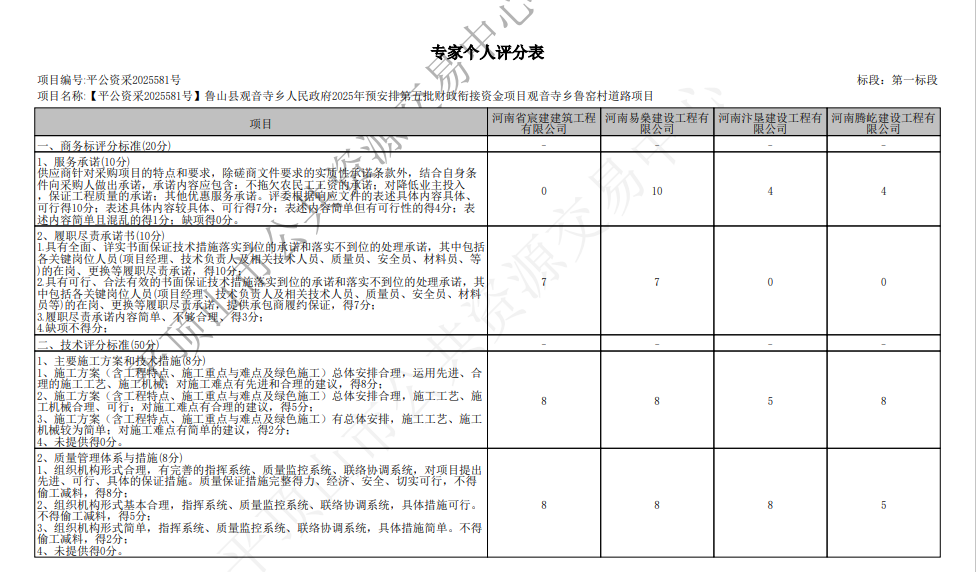 专家个人评分表
项目编号:平公资采2025581号 标段: 第一标段
项目名称:【平公资采2025581号】鲁山县观音寺乡人民政府2025年预安排第五批财政衔接资金项目观音寺乡鲁窑村道路项目
项目 河南省宸建建筑工程有限公司 河南易燊建设工程有限公司 河南汴垦建设工程有限公司 河南腾屹建设工程有限公司
一、商务标评分标准(20分) - - - -
1、服务承诺(10分)
供应商针对采购项目的特点和要求，除磋商文件要求的实质性承诺条款外，结合自身条
件向采购人做出承诺，承诺内容应包含：不拖欠农民工工资的承诺；对降低业主投入
，保证工程质量的承诺；其他优惠服务承诺。评委根据响应文件的表述具体内容具体、
可行得10分；表述具体内容较具体、可行得7分；表述内容简单但有可行性的得4分；表
述内容简单且混乱的得1分；缺项得0分。
0 10 4 4
2、履职尽责承诺书(10分)
1.具有全面、详实书面保证技术措施落实到位的承诺和落实不到位的处理承诺，其中包括
各关键岗位人员(项目经理、技术负责人及相关技术人员、质量员、安全员、材料员、等
)的在岗、更换等履职尽责承诺，得10分；
2.具有可行、合法有效的书面保证技术措施落实到位的承诺和落实不到位的处理承诺，其
中包括各关键岗位人员(项目经理、技术负责人及相关技术人员、质量员、安全员、材料
员等)的在岗、更换等履职尽责承诺、提供承包商履约保证，得7分；
3.履职尽责承诺内容简单、不够合理、得3分；
4.缺项不得分；
7 7 0 0
二、技术评分标准(50分) - - - -
1、主要施工方案和技术措施(8分)
1、施工方案（含工程特点、施工重点与难点及绿色施工）总体安排合理，运用先进、合
理的施工工艺、施工机械；对施工难点有先进和合理的建议，得8分；
2、施工方案（含工程特点、施工重点与难点及绿色施工）总体安排合理，施工工艺、施
工机械合理、可行；对施工难点有合理的建议，得5分；
3、施工方案（含工程特点、施工重点与难点及绿色施工）有总体安排，施工工艺、施工
机械较为简单；对施工难点有简单的建议，得2分；
4、未提供得0分。
8 8 5 8
2、质量管理体系与措施(8分)
1、组织机构形式合理，有完善的指挥系统、质量监控系统、联络协调系统，对项目提出
先进、可行、具体的保证措施。质量保证措施完整得力、经济、安全、切实可行，不得
偷工减料，得8分；
2、组织机构形式基本合理，指挥系统、质量监控系统、联络协调系统，具体措施可行。
不得偷工减料，得5分；
3、组织机构形式简单，指挥系统、质量监控系统、联络协调系统，具体措施简单。不得
偷工减料，得2分；
4、未提供得0分。
8 8 8 5
平顶山市公共资源交易中心
平顶山市公共资源交易中心